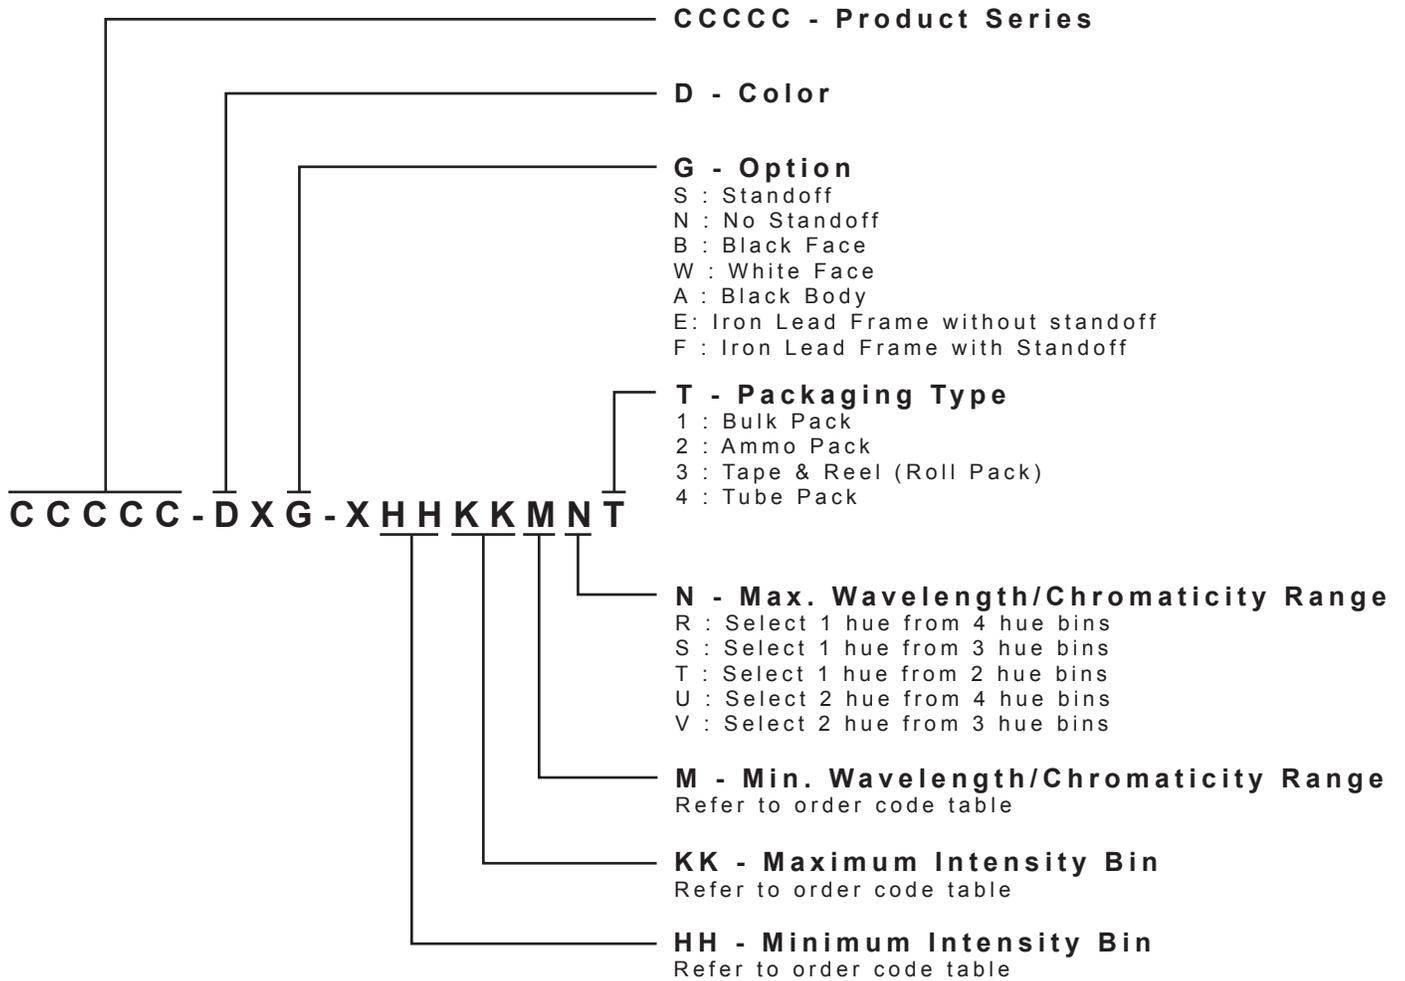 CCCCC - Product Series
D - Color
G - Option
S : Standoff
N : No Standoff
B : Black Face
W : White Face
A : Black Body
E: Iron Lead Frame without standoff
F : Iron Lead Frame with Standoff
T - Packaging Type
1 : Bulk Pack
2 : Ammo Pack
3 : Tape & Reel (Roll Pack)
4 : Tube Pack
CCCCC-DXG-XHHKKMNT
N - Max. Wavelength/Chromaticity Range
R : Select 1 hue from 4 hue bins
S : Select 1 hue from 3 hue bins
T : Select 1 hue from 2 hue bins
U : Select 2 hue from 4 hue bins
V : Select 2 hue from 3 hue bins
M - Min. Wavelength/Chromaticity Range
Refer to order code table
KK - Maximum Intensity Bin
Refer to order code table
HH - Minimum Intensity Bin
Refer to order code table